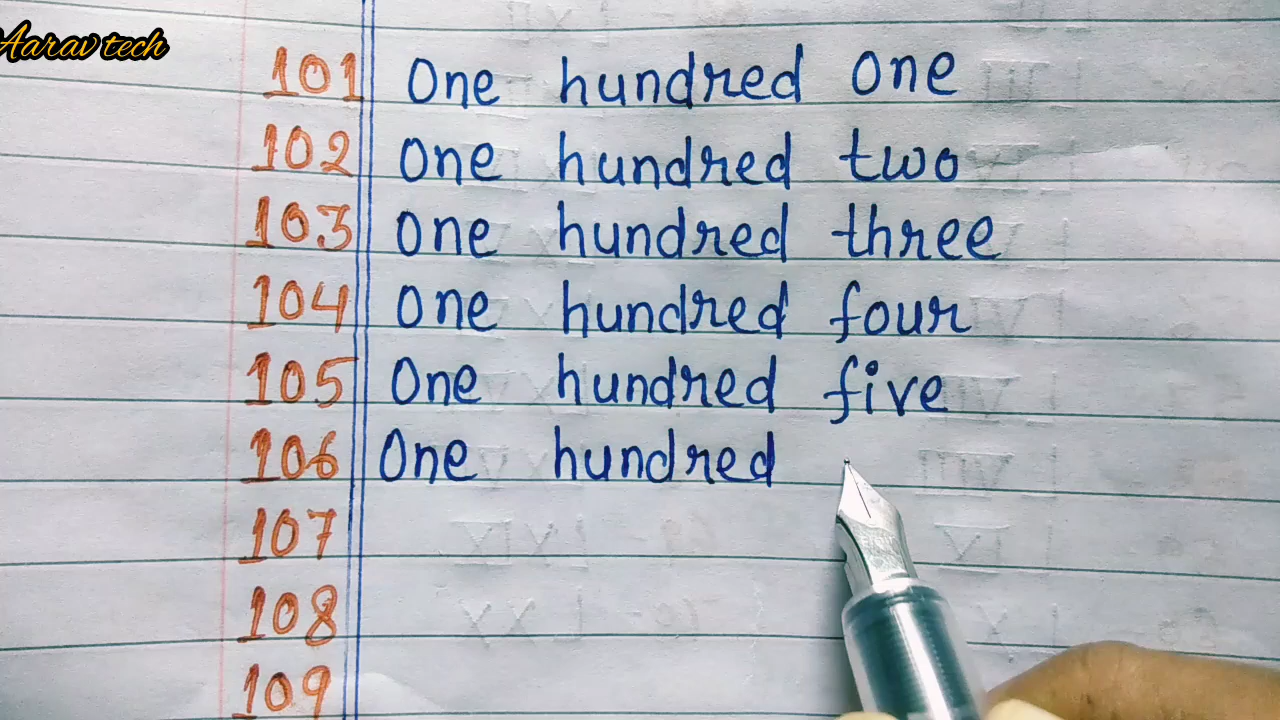 Aarav tech
101 One hundred one
102 One hundred two
103 One hundred three
104 One hundred four
105 One hundred five
106 One hundred
107
108
109